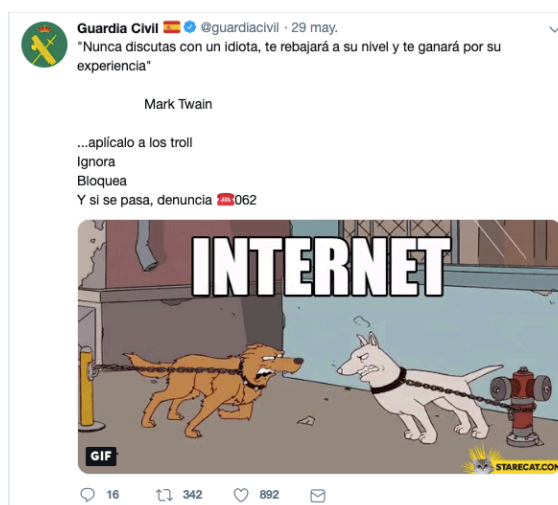 Guardia Civil 🇪🇸 @guardiacivil · 29 may.
"Nunca discutas con un idiota, te rebajará a su nivel y te ganará por su
experiencia"
Mark Twain
...aplícalo a los troll
Ignora
Bloquea
Y si se pasa, denuncia ☎️062
INTERNET
GIF
STARECAT.COM
16 342 892